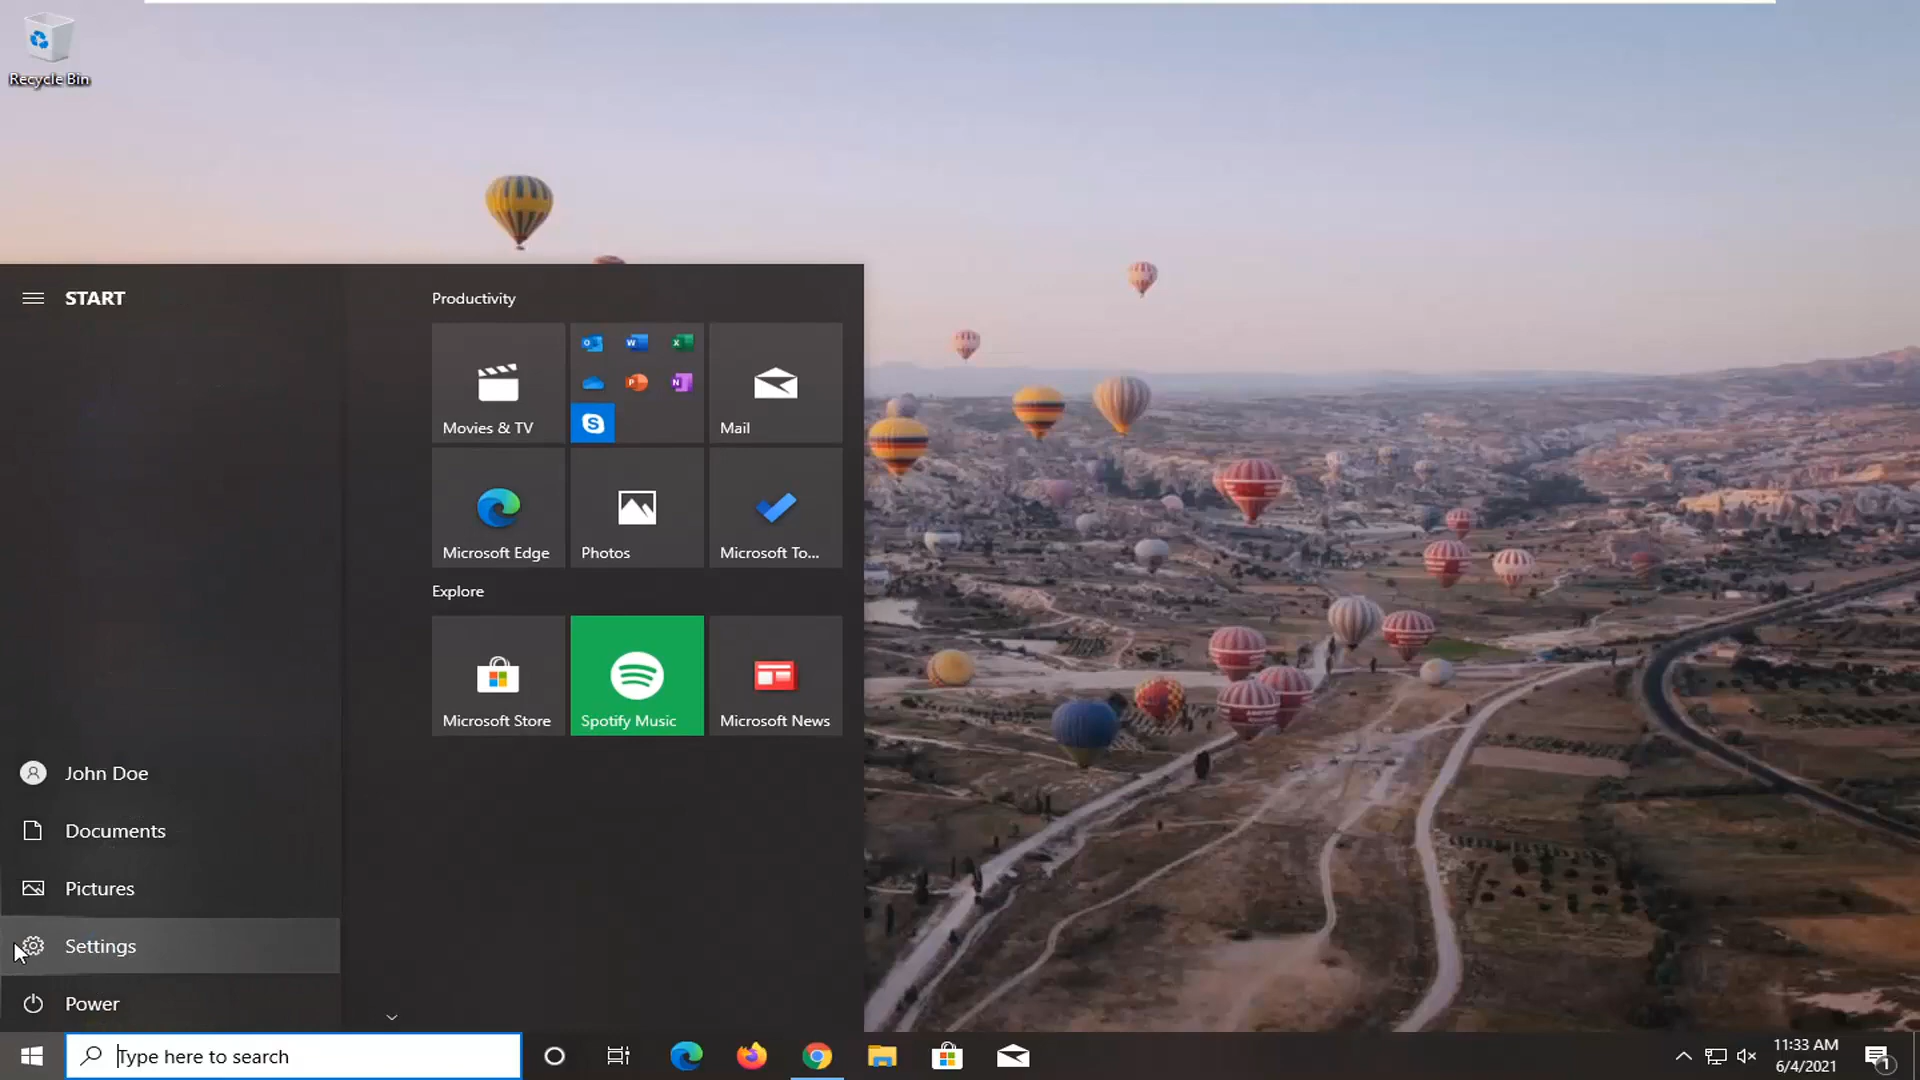 Recycle Bin
START
Productivity
Movies & TV
Mail
Microsoft Edge
Photos
Microsoft To...
Explore
Microsoft Store
Spotify Music
Microsoft News
John Doe
Documents
Pictures
Settings
Power
Type here to search
11:33 AM
6/4/2021
1